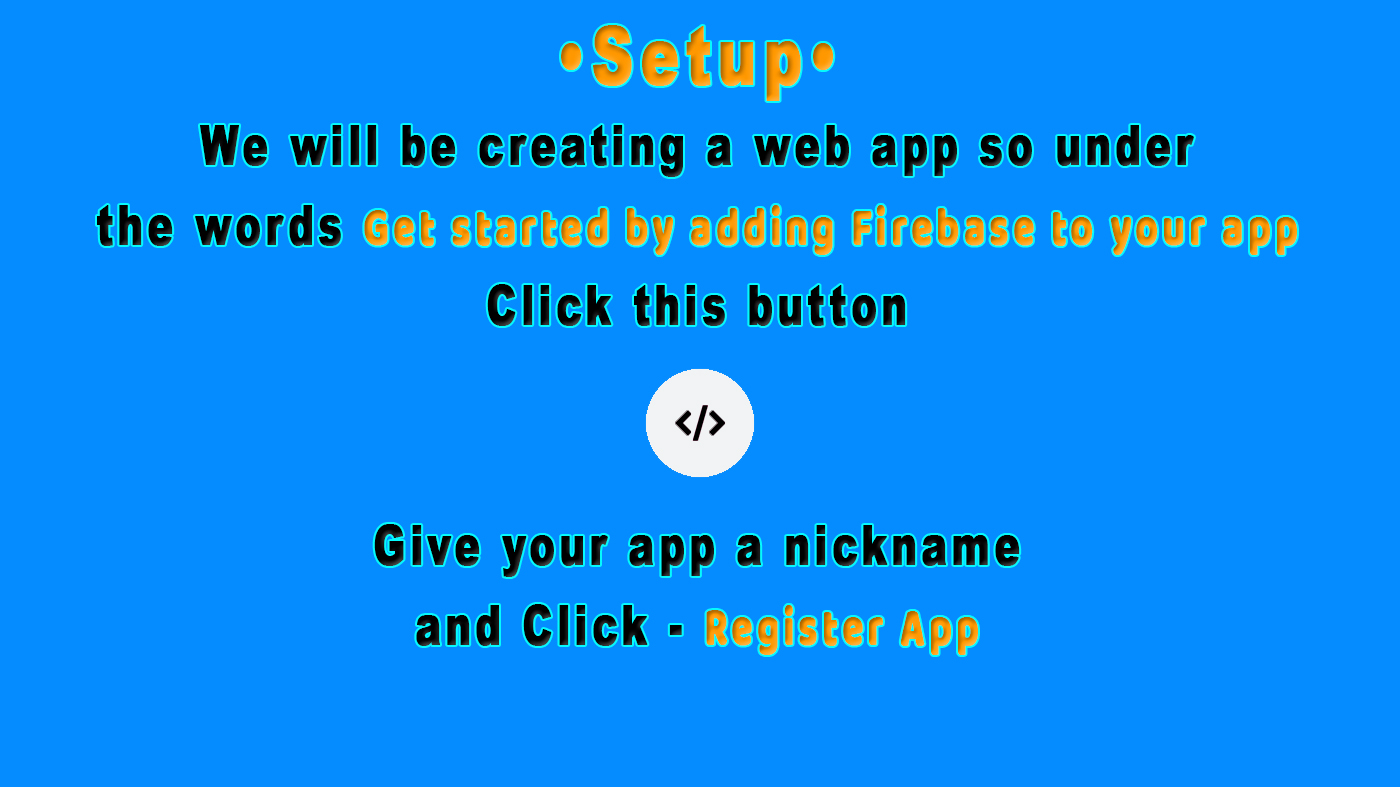 •Setup•
We will be creating a web app so under
the words Get started by adding Firebase to your app
Click this button
</>
Give your app a nickname
and Click - Register App